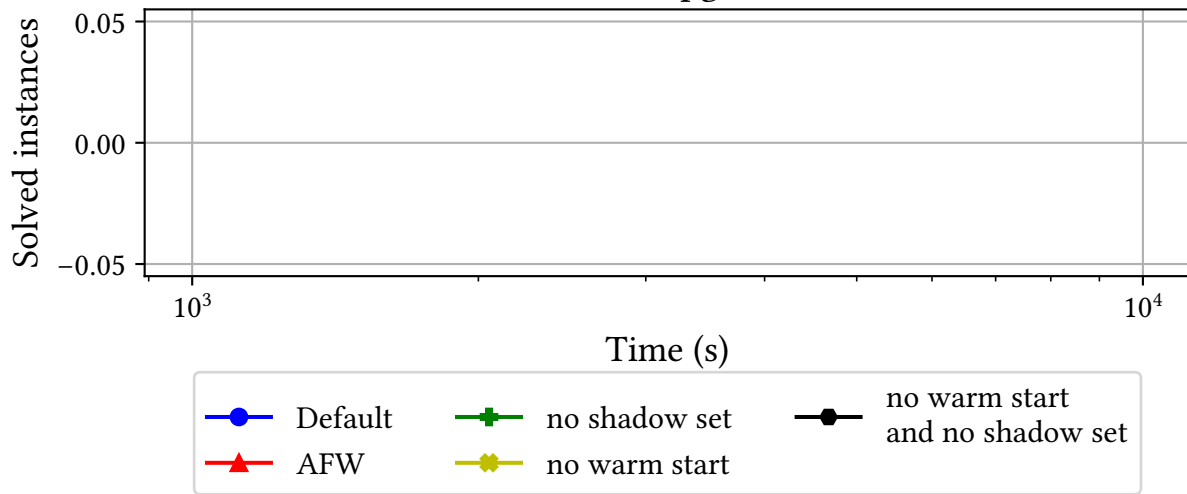 0.05
0.00
−0.05
Solved instances
10³
10⁴
Time (s)
Default
AFW
no shadow set
no warm start
no warm start
and no shadow set